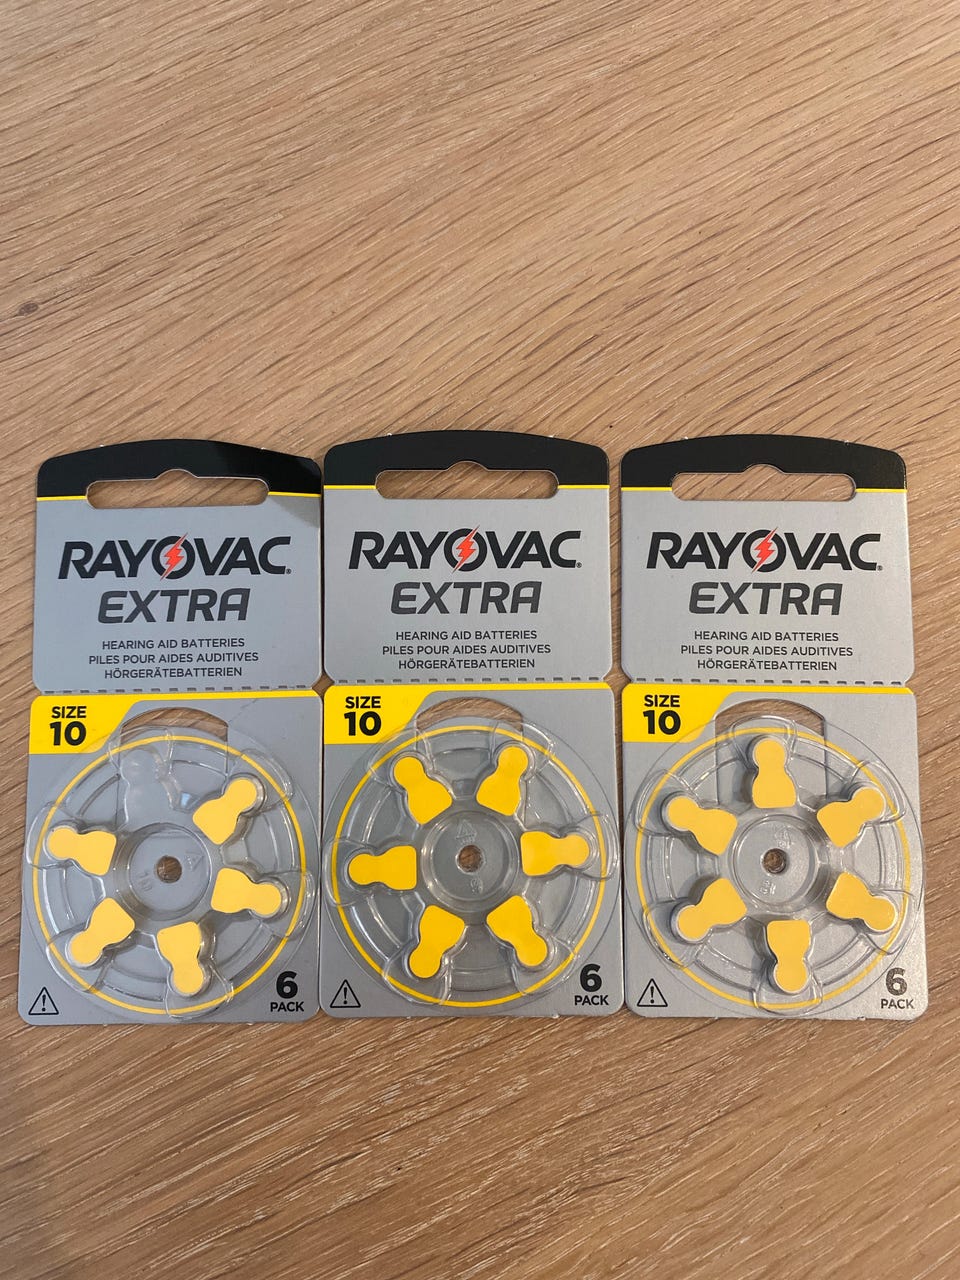 RAYOVAC
EXTRA
HEARING AID BATTERIES
PILES POUR AIDES AUDITIVES
HÖRGERÄTEBATTERIEN
SIZE
10
6
PACK
RAYOVAC
EXTRA
HEARING AID BATTERIES
PILES POUR AIDES AUDITIVES
HÖRGERÄTEBATTERIEN
SIZE
10
6
PACK
RAYOVAC
EXTRA
HEARING AID BATTERIES
PILES POUR AIDES AUDITIVES
HÖRGERÄTEBATTERIEN
SIZE
10
6
PACK